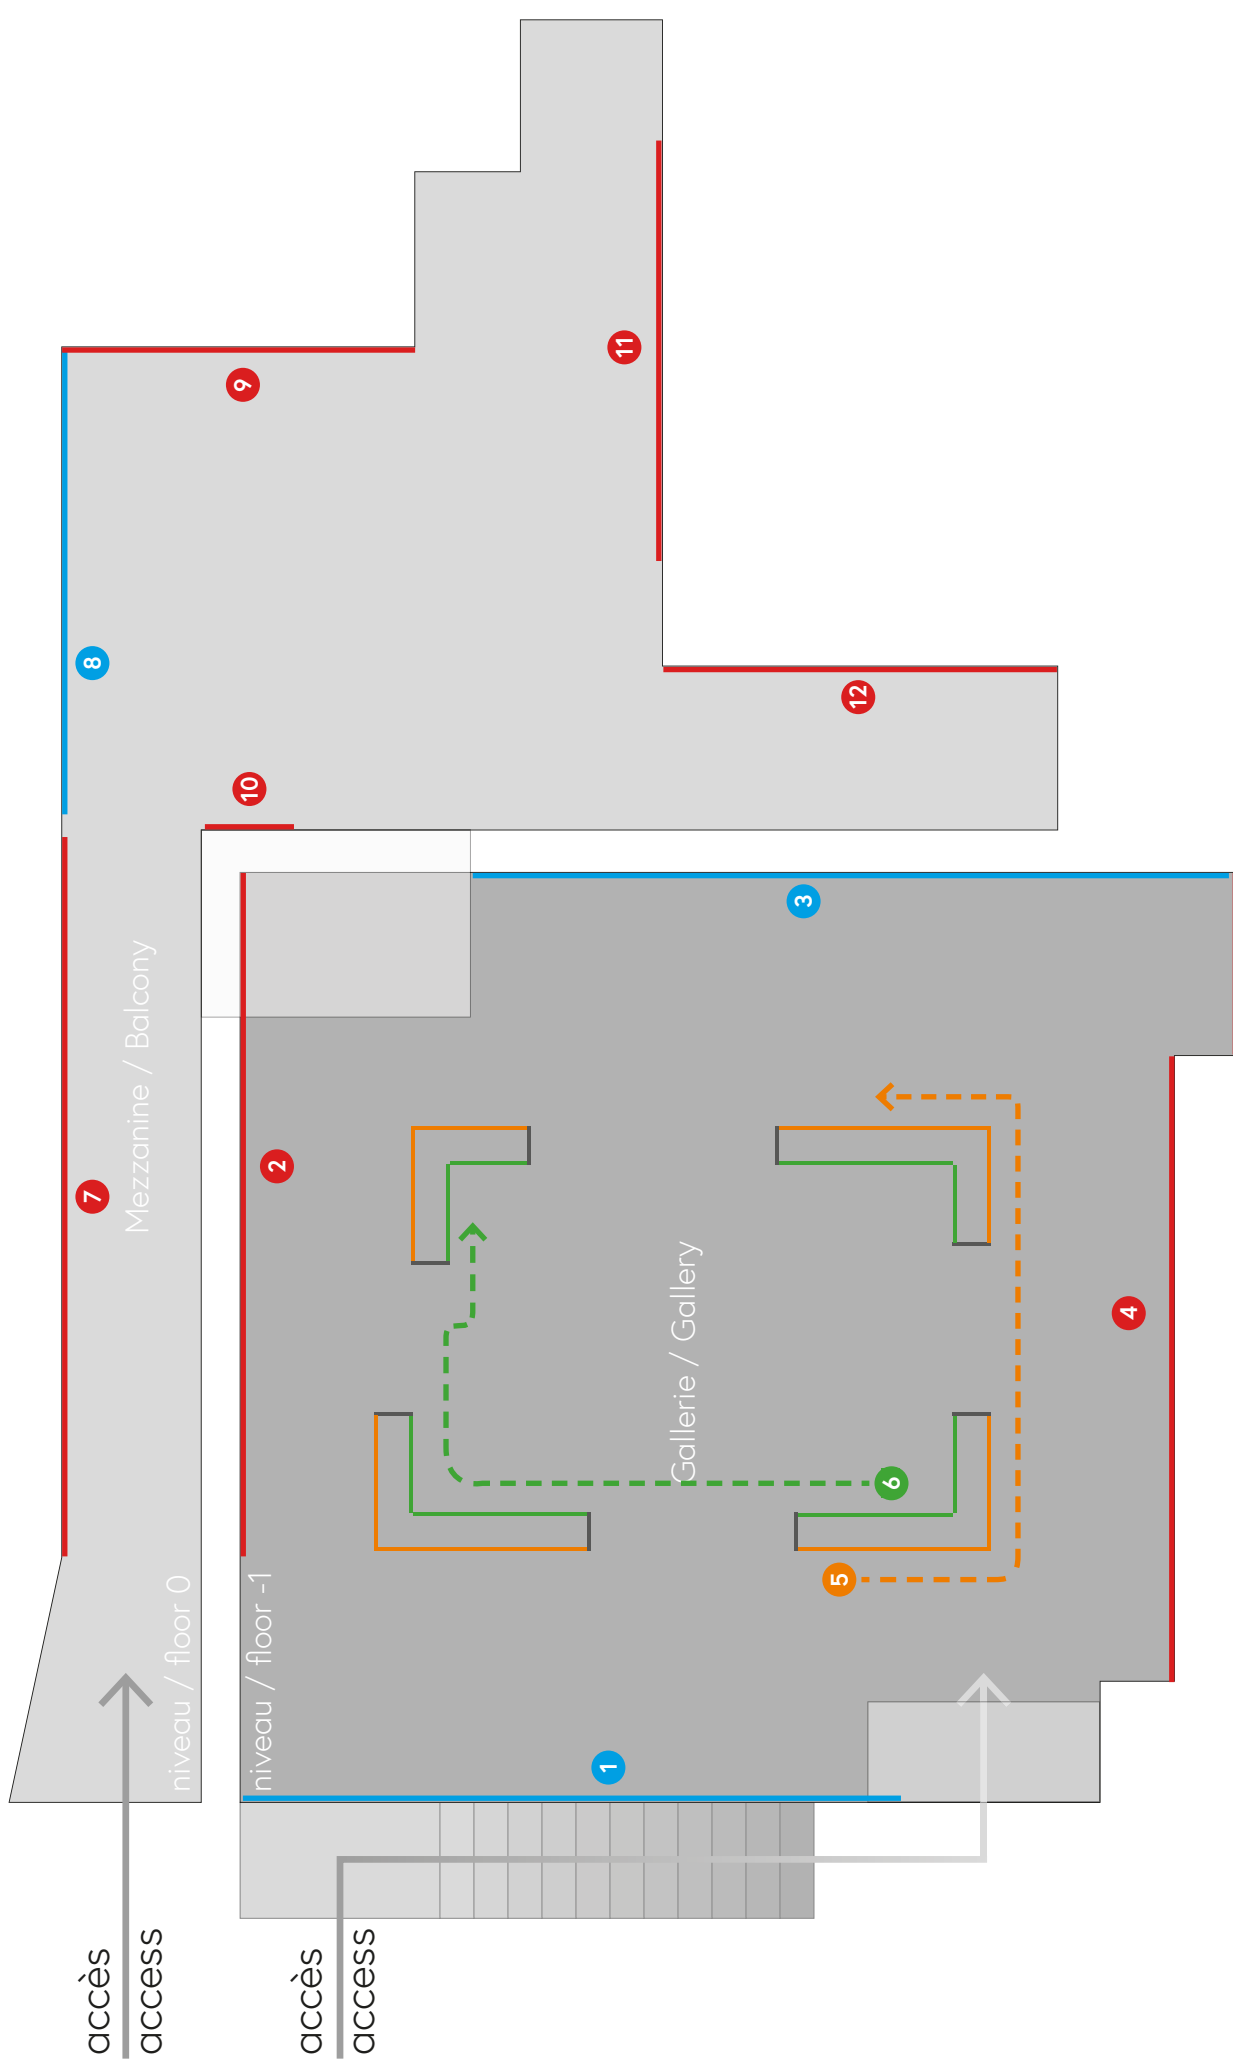 accès
access
accès
access
niveau / floor 0
niveau / floor -1
Mezzanine / Balcony
Gallerie / Gallery
1
2
3
4
5
6
7
8
9
10
11
12